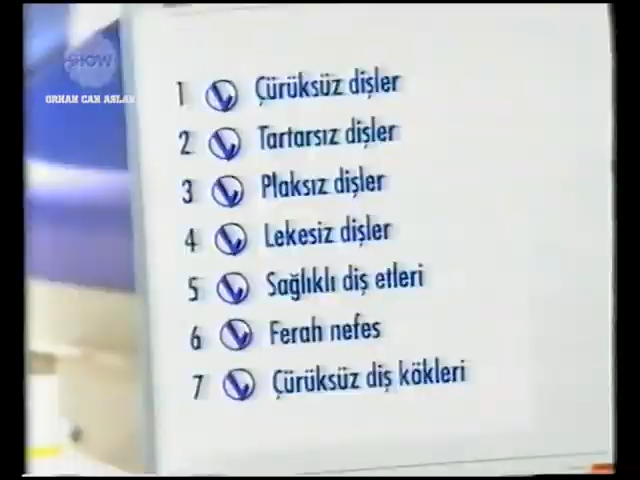 SHOW
ORHAN CAN ASLAN
1 Çürüksüz dişler
2 Tartarsız dişler
3 Plaksız dişler
4 Lekesiz dişler
5 Sağlıklı diş etleri
6 Ferah nefes
7 Çürüksüz diş kökleri